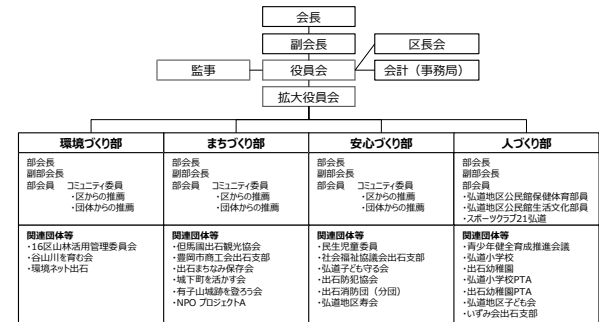 会長
副会長
区長会
監事
役員会
会計（事務局）
拡大役員会
環境づくり部
部会長
副部会長
部会員　コミュニティ委員
・区からの推薦
・団体からの推薦
関連団体等
・16区山林活用管理委員会
・谷山川を育む会
・環境ネット出石
まちづくり部
部会長
副部会長
部会員　コミュニティ委員
・区からの推薦
・団体からの推薦
関連団体等
・但馬國出石観光協会
・豊岡市商工会出石支部
・出石まちなみ保存会
・城下町を活かす会
・有子山城跡を登ろう会
・NPO プロジェクトA
安心づくり部
部会長
副部会長
部会員　コミュニティ委員
・区からの推薦
・団体からの推薦
関連団体等
・民生児童委員
・社会福祉協議会出石支部
・弘道子ども守る会
・出石防犯協会
・出石消防団（分団）
・弘道地区寿会
人づくり部
部会長
副部会長
部会員
・弘道地区公民館保健体育部員
・弘道地区公民館生活文化部員
・スポーツクラブ21弘道
関連団体等
・青少年健全育成推進会議
・弘道小学校
・出石幼稚園
・弘道小学校PTA
・出石幼稚園PTA
・弘道地区子ども会
・いずみ会出石支部